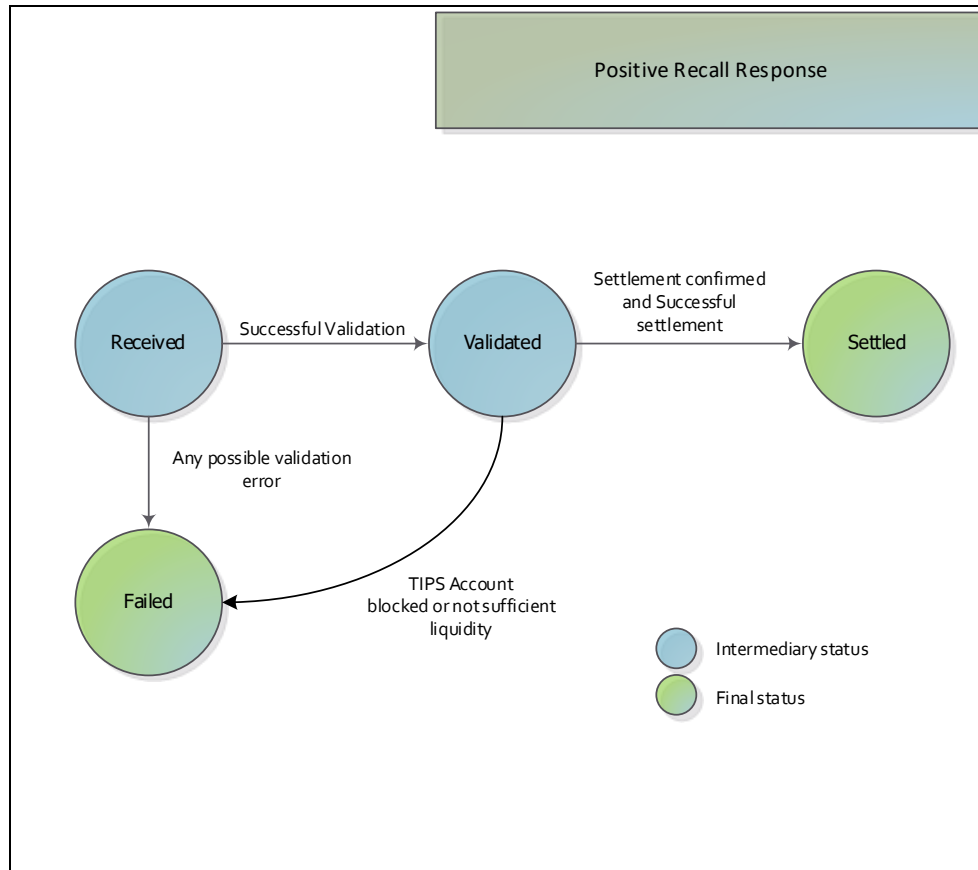 Positive Recall Response
Settlement confirmed
and Successful
settlement
Received
Successful Validation
Validated
Settled
Any possible validation
error
Failed
TIPS Account
blocked or not sufficient
liquidity
Intermediary status
Final status